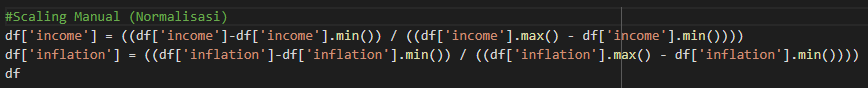 #Scaling Manual (Normalisasi)
df['income'] = ((df['income']-df['income'].min()) / ((df['income'].max() - df['income'].min())))
df['inflation'] = ((df['inflation']-df['inflation'].min()) / ((df['inflation'].max() - df['inflation'].min())))
df